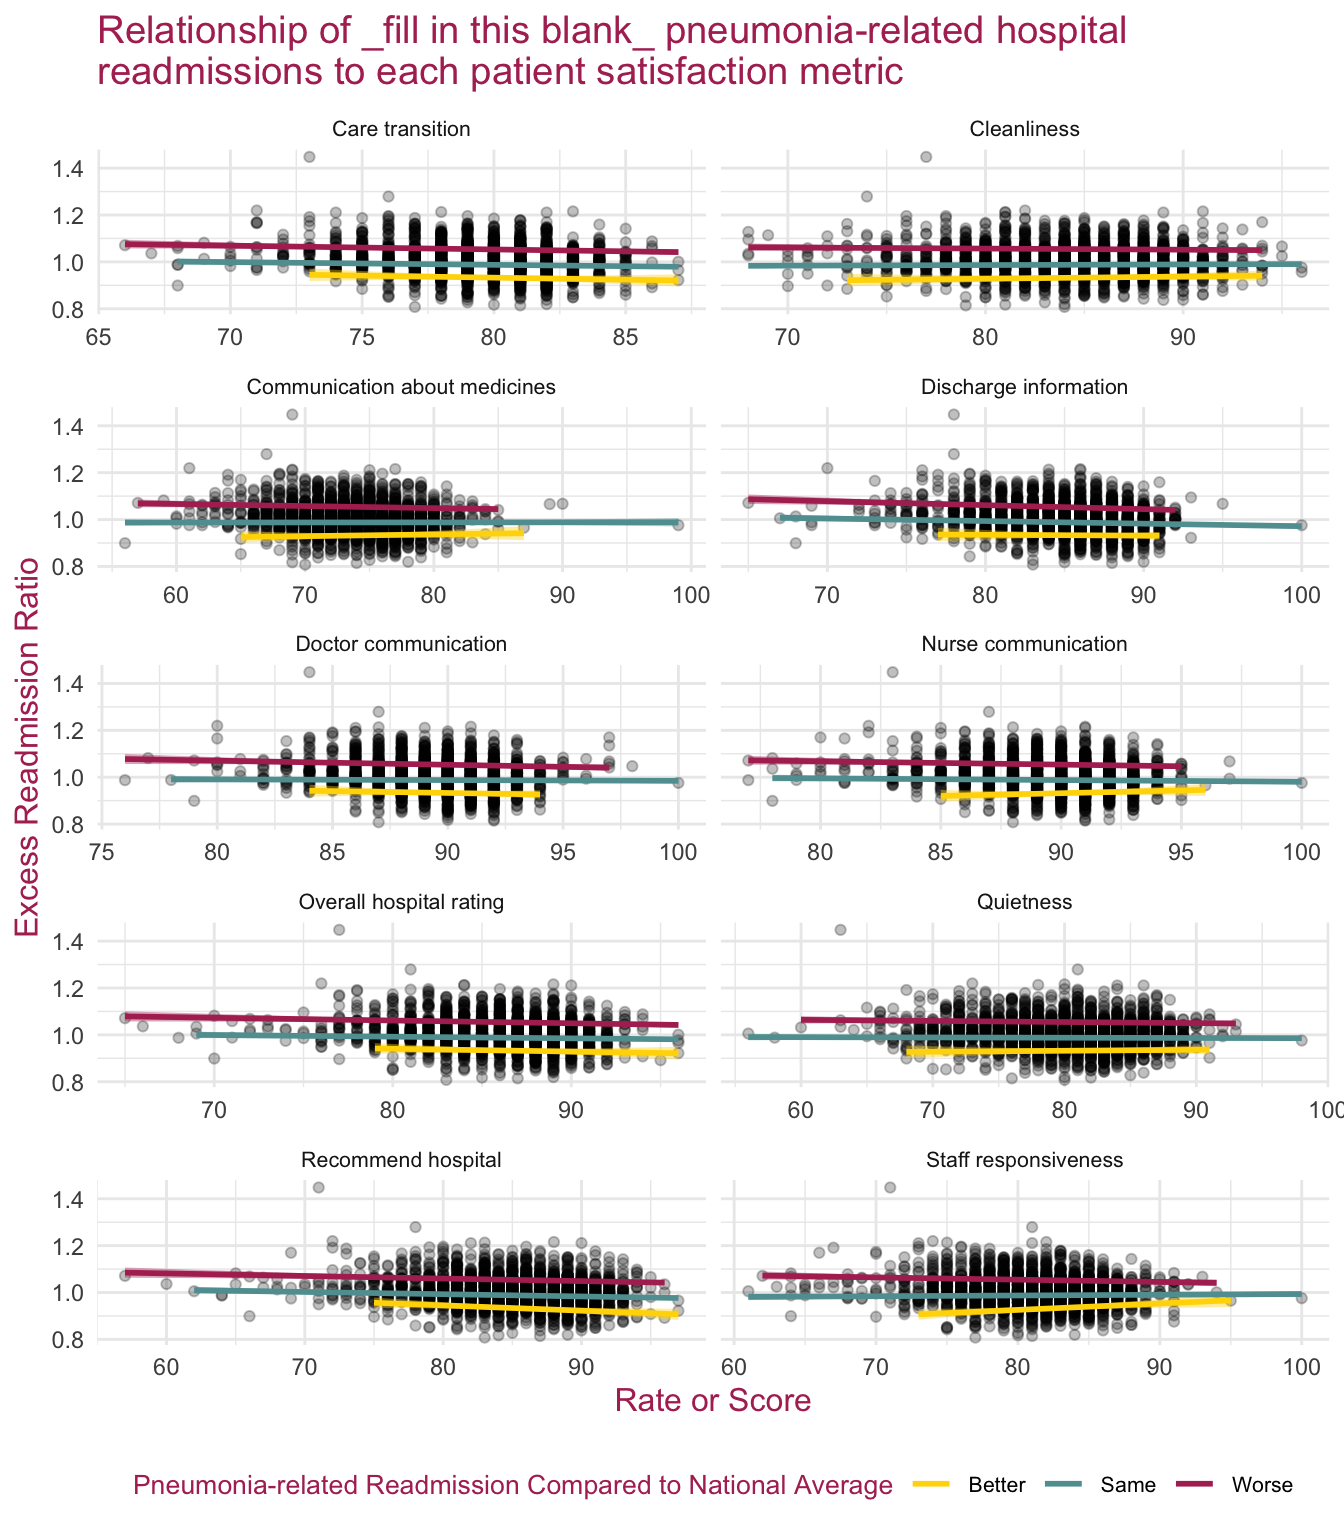 Relationship of _fill in this blank_ pneumonia-related hospital
readmissions to each patient satisfaction metric
Care transition
Cleanliness
1.4
1.2
1.0
0.8
65 70 75 80 85
70 80 90
Communication about medicines
Discharge information
1.4
1.2
1.0
0.8
60 70 80 90 100
70 80 90 100
Doctor communication
Nurse communication
1.4
1.2
1.0
0.8
75 80 85 90 95 100
80 85 90 95 100
Overall hospital rating
Quietness
1.4
1.2
1.0
0.8
70 80 90
60 70 80 90 100
Recommend hospital
Staff responsiveness
1.4
1.2
1.0
0.8
60 70 80 90
60 70 80 90 100
Excess Readmission Ratio
Rate or Score
Pneumonia-related Readmission Compared to National Average Better Same Worse